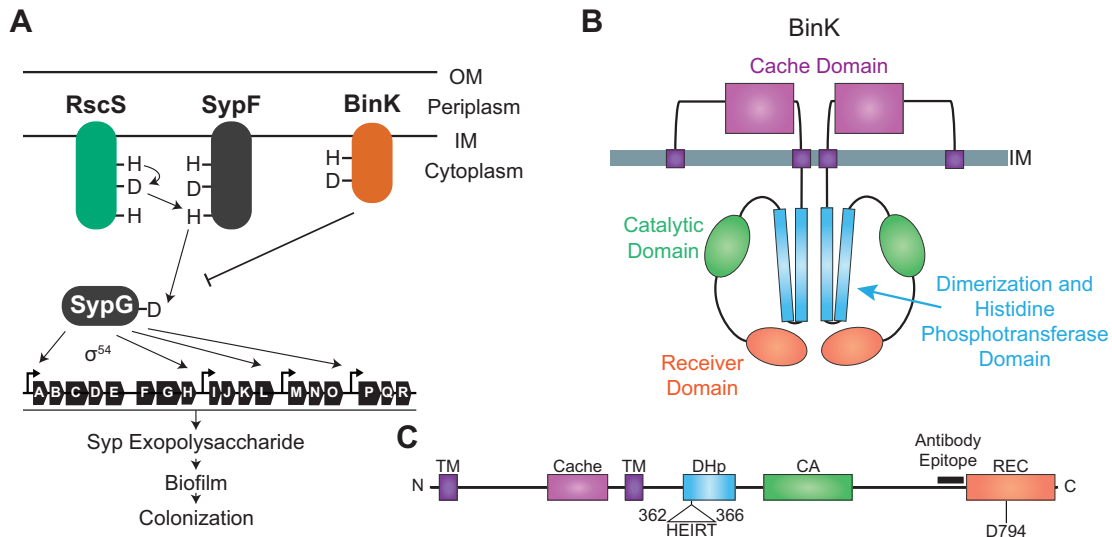 A
OM
RscS
SypF
BinK
Periplasm
IM
Cytoplasm
H
D
H
H
D
H
H
D
SypG
D
σ54
A B C D E F G H I J K L M N O P Q R
Syp Exopolysaccharide
Biofilm
Colonization
B
BinK
Cache Domain
IM
Catalytic
Domain
Dimerization and
Histidine
Phosphotransferase
Domain
Receiver
Domain
C
Antibody
Epitope
TM
Cache
TM
DHp
CA
REC
N
C
362
366
HEIRT
D794